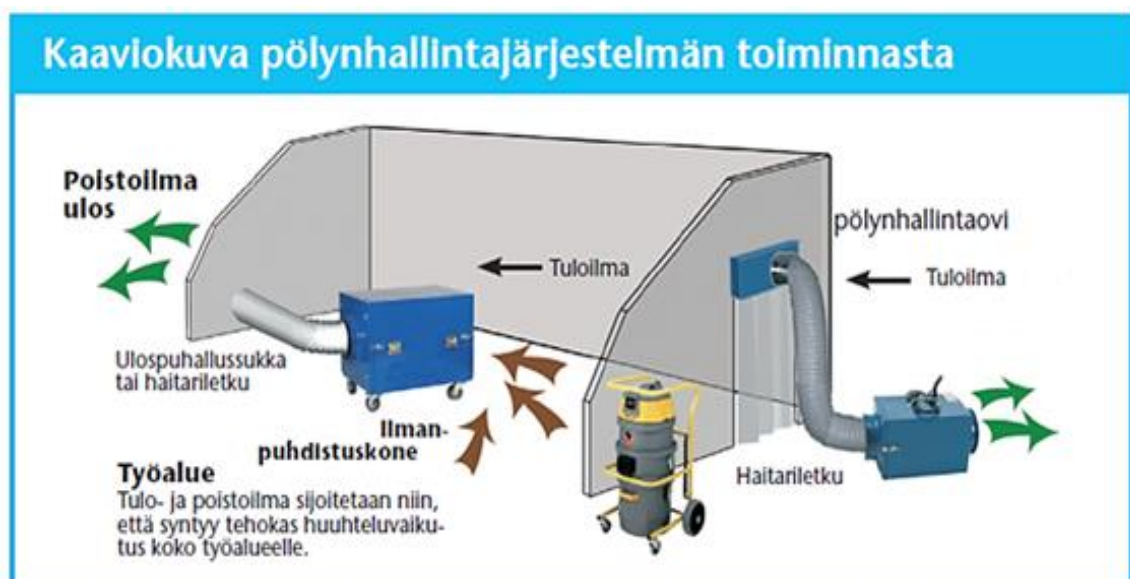 Kaaviokuva pölynhallintajärjestelmän toiminnasta
Poistoilma
ulos
pölynhallintaovi
Tuloilma
Tuloilma
Ulospuhallussukka
tai haitariletku
Ilman-
puhdistuskone
Haitariletku
Työalue
Tulo- ja poistoilma sijoitetaan niin,
että syntyy tehokas huuhteluvaiku-
tus koko työalueelle.